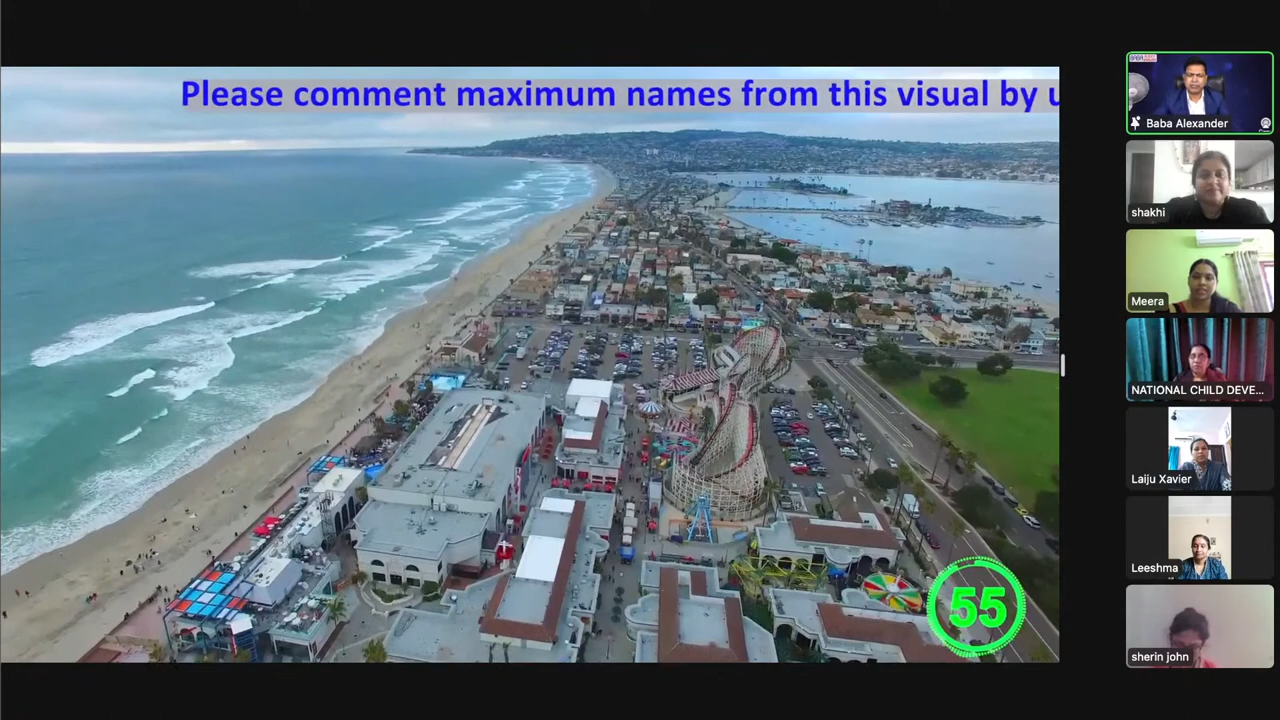 Please comment maximum names from this visual by u
Baba Alexander
shakhi
Meera
NATIONAL CHILD DEVE...
Laiju Xavier
Leeshma
sherin john
55